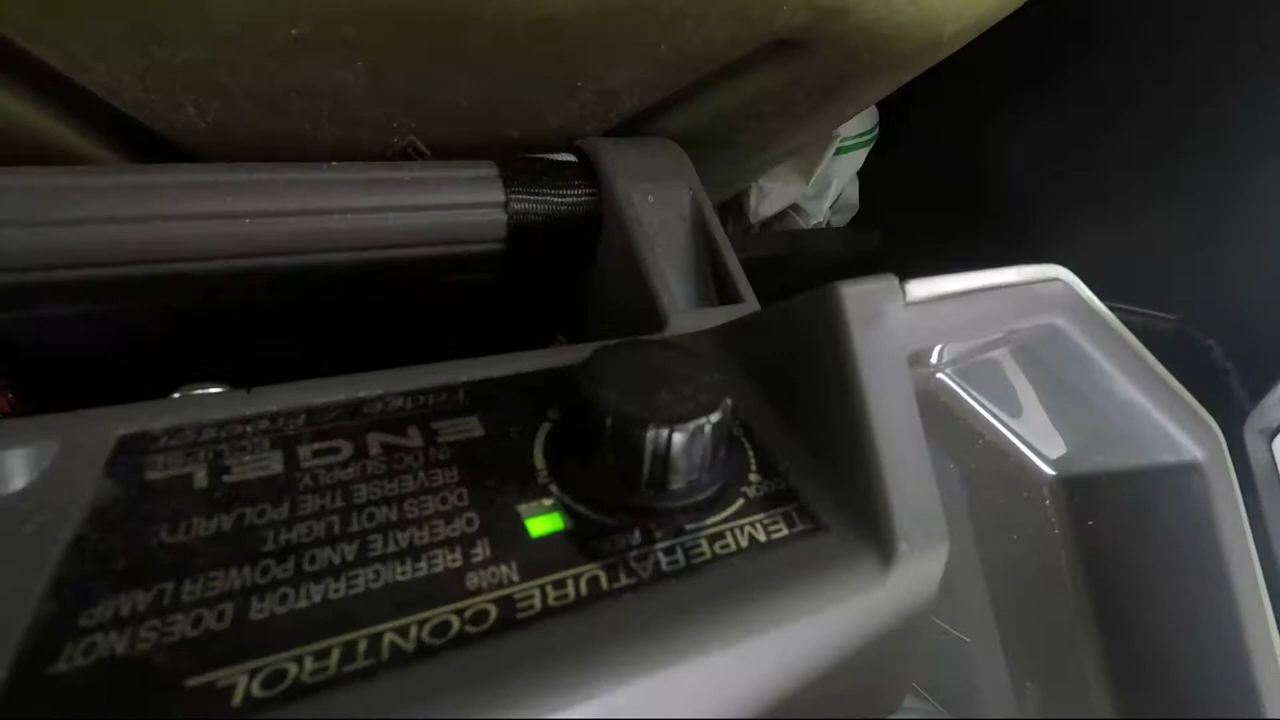 TEMPERATURE CONTROL
COOL
Note
IF REFRIGERATOR DOES NOT
OPERATE AND POWER LAMP
DOES NOT LIGHT
REVERSE THE POLARITY
IN DC SUPPLY
ENGEL
ECLIPSE
Fridge / Freezer